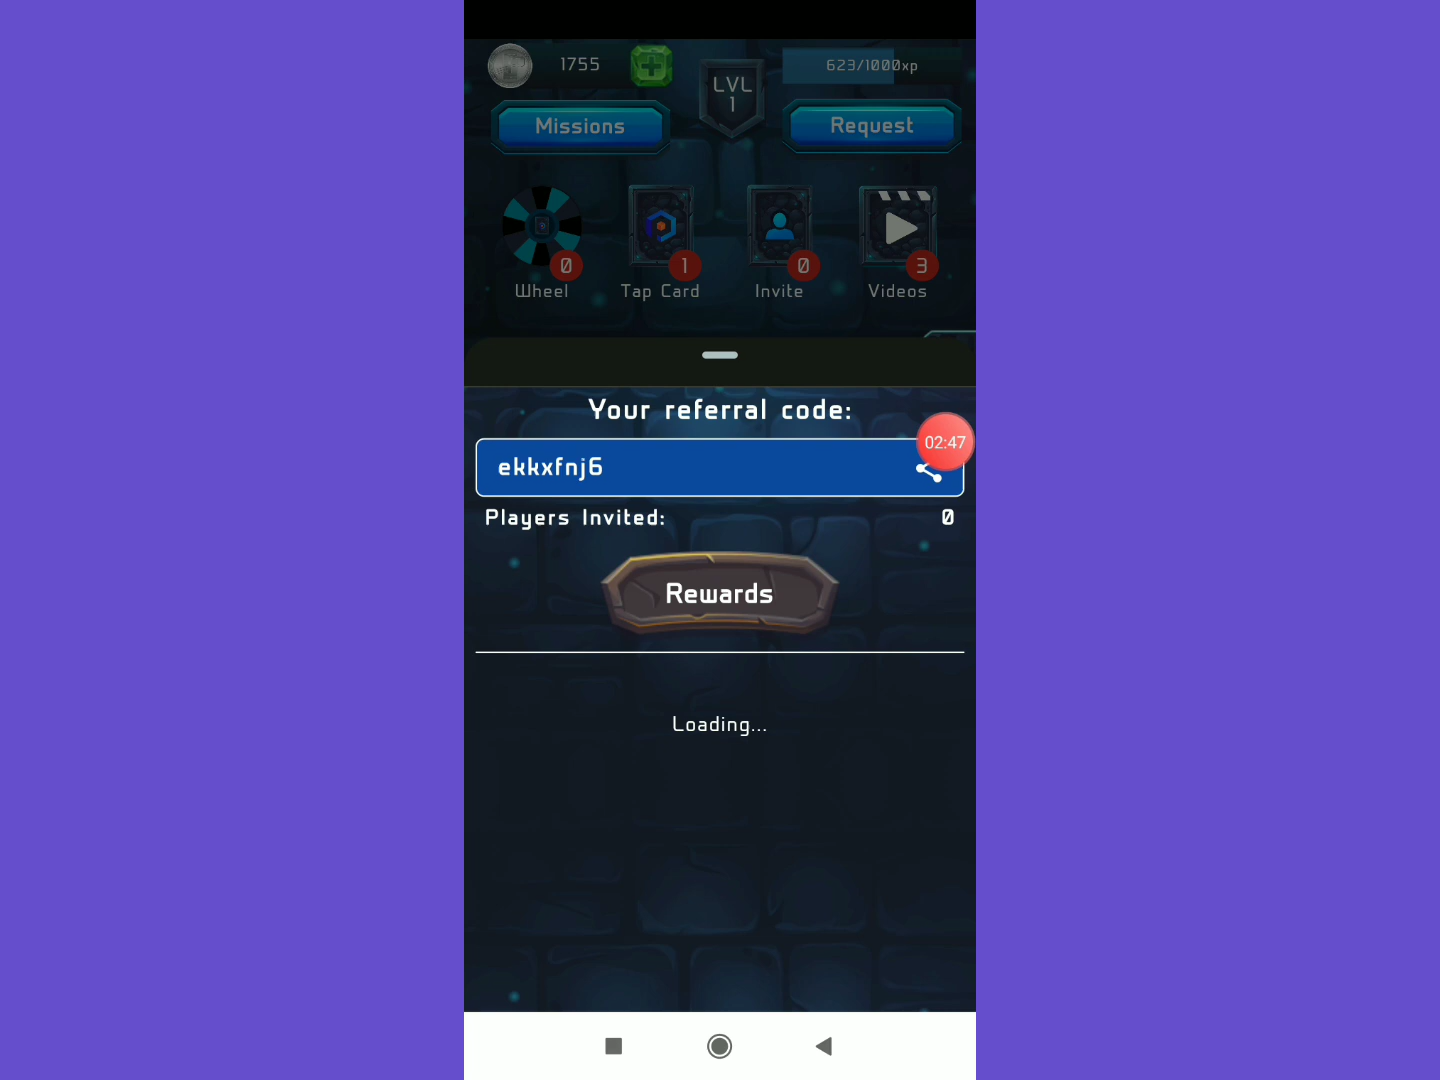 1755
LVL
1
623/1000xp
Missions
Request
0
1
0
3
Wheel
Tap Card
Invite
Videos
Your referral code:
02:47
ekkxfnj6
Players Invited:
0
Rewards
Loading...